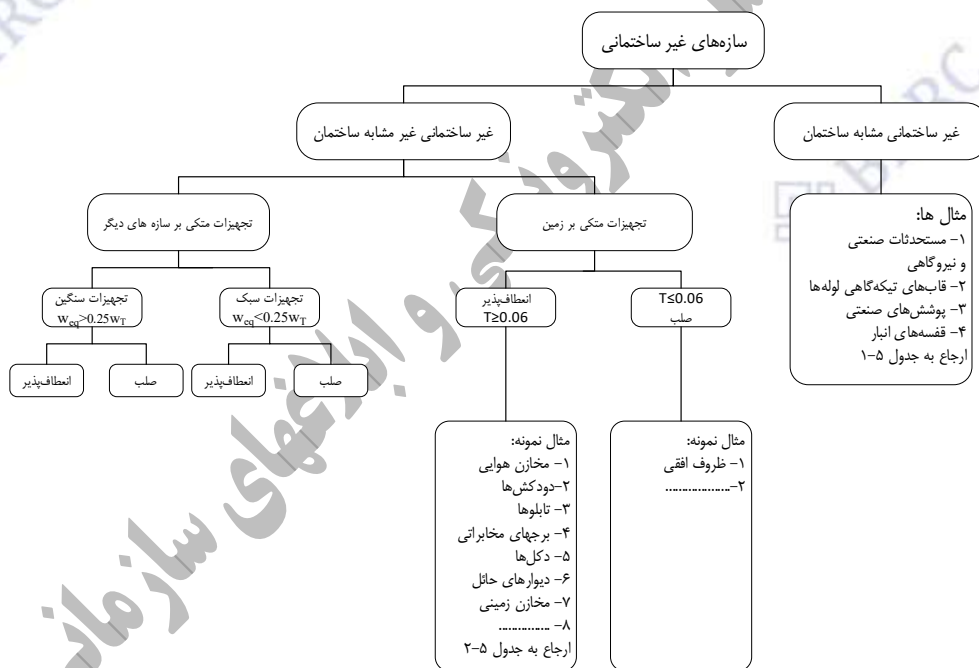 سازه‌های غیر ساختمانی
غیر ساختمانی مشابه ساختمان
غیر ساختمانی غیر مشابه ساختمان
مثال ها:
۱- مستحدثات صنعتی
و نیروگاهی
۲- قاب‌های تیکه‌گاهی لوله‌ها
۳- پوشش‌های صنعتی
۴- قفسه‌های انبار
ارجاع به جدول ۵-۱
تجهیزات متکی بر زمین
تجهیزات متکی بر سازه های دیگر
T≤0.06
صلب
انعطاف‌پذیر
T≥0.06
تجهیزات سبک
weq<0.25wT
تجهیزات سنگین
weq>0.25wT
صلب
انعطاف‌پذیر
صلب
انعطاف‌پذیر
مثال نمونه:
۱- ظروف افقی
۲-....................
مثال نمونه:
۱- مخازن هوایی
۲-دودکش‌ها
۳- تابلوها
۴- برجهای مخابراتی
۵- دکل‌ها
۶- دیوارهای حائل
۷- مخازن زمینی
۸- ................
ارجاع به جدول ۵-۲
الکترونیکی و ابلاغهای سازمان